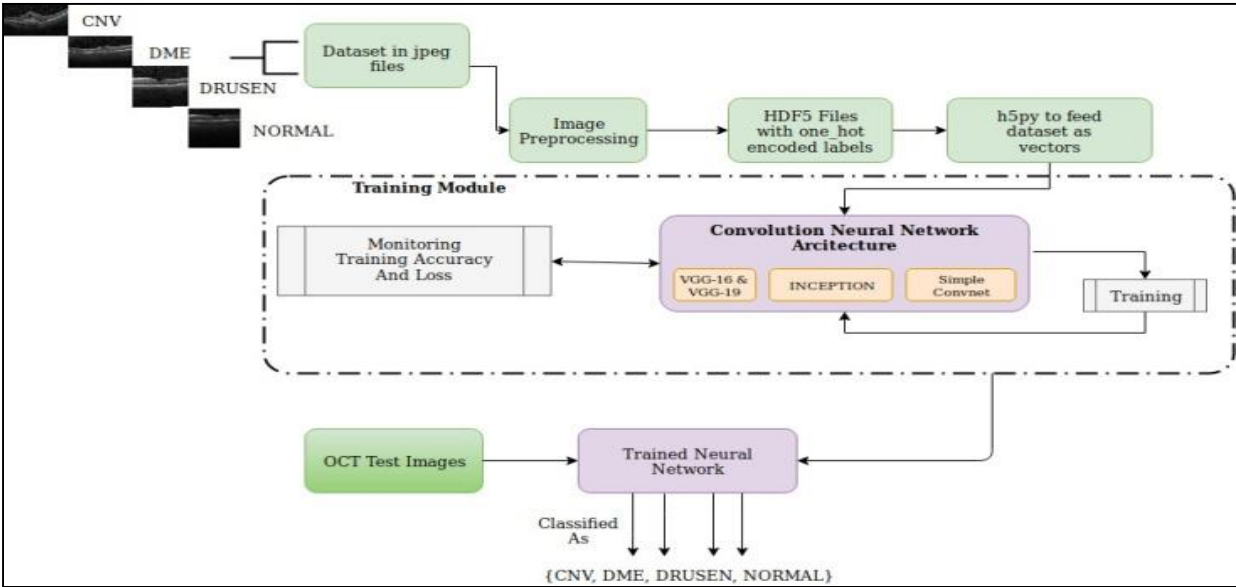 CNV
DME
DRUSEN
NORMAL
Dataset in jpeg
files
Image
Preprocessing
HDF5 Files
with one_hot
encoded labels
h5py to feed
dataset as
vectors
Training Module
Monitoring
Training Accuracy
And Loss
Convolution Neural Network
Arcitecture
VGG-16 &
VGG-19
INCEPTION
Simple
Convnet
Training
OCT Test Images
Trained Neural
Network
Classified
As
{CNV, DME, DRUSEN, NORMAL}